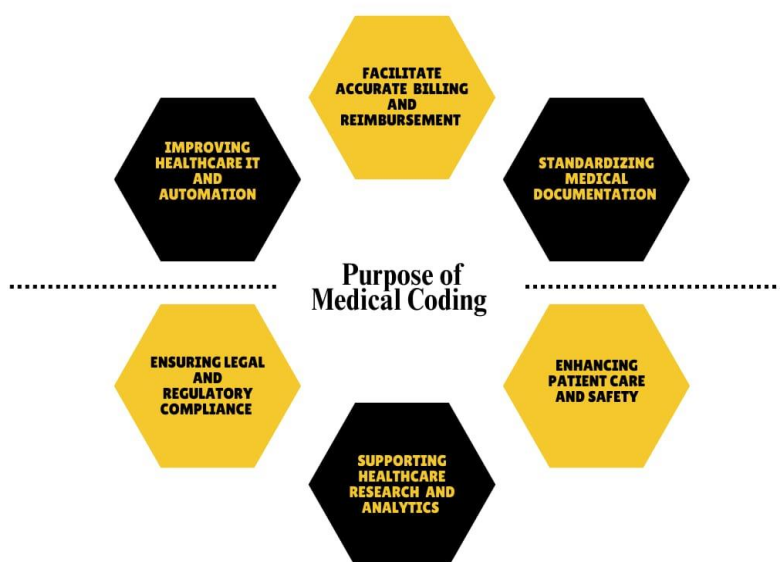 FACILITATE
ACCURATE BILLING
AND
REIMBURSEMENT
IMPROVING
HEALTHCARE IT
AND
AUTOMATION
STANDARDIZING
MEDICAL
DOCUMENTATION
Purpose of
Medical Coding
ENSURING LEGAL
AND
REGULATORY
COMPLIANCE
ENHANCING
PATIENT CARE
AND SAFETY
SUPPORTING
HEALTHCARE
RESEARCH AND
ANALYTICS